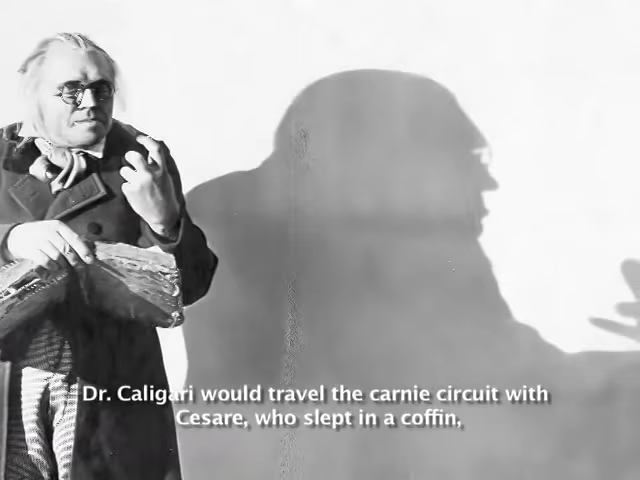 Dr. Caligari would travel the carnie circuit with
Cesare, who slept in a coffin,